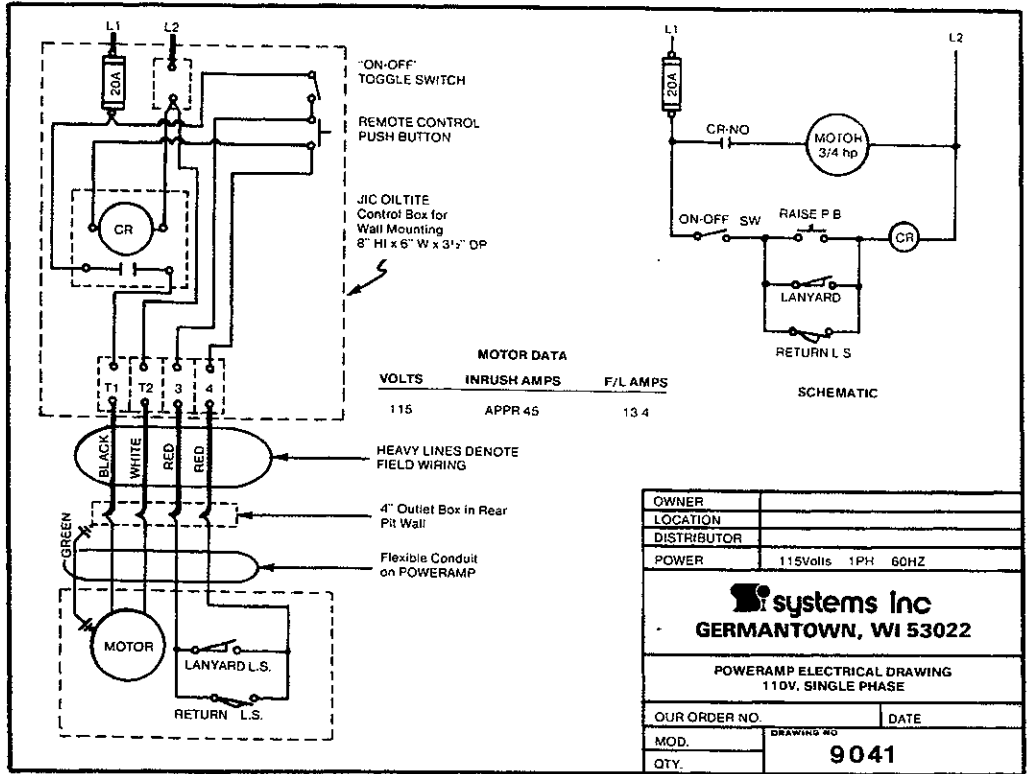 L1
L2
20A
"ON-OFF"
TOGGLE SWITCH
REMOTE CONTROL
PUSH BUTTON
JIC OILTITE
Control Box for
Wall Mounting
8" HI x 6" W x 3½" DP
CR
T1
T2
3
4
BLACK
WHITE
RED
RED
HEAVY LINES DENOTE
FIELD WIRING
4" Outlet Box in Rear
Pit Wall
GREEN
Flexible Conduit
on POWERAMP
MOTOR
LANYARD L.S.
RETURN L.S.
MOTOR DATA
VOLTS INRUSH AMPS F/L AMPS
115 APPR 45 13 4
L1
L2
20A
CR-NO
MOTOR
3/4 hp
ON-OFF SW
RAISE P B
CR
LANYARD
RETURN L S
SCHEMATIC
OWNER
LOCATION
DISTRIBUTOR
POWER 115Volts 1PH 60HZ
systems inc
GERMANTOWN, WI 53022
POWERAMP ELECTRICAL DRAWING
110V, SINGLE PHASE
OUR ORDER NO.
DATE
MOD.
DRAWING NO
9041
QTY.